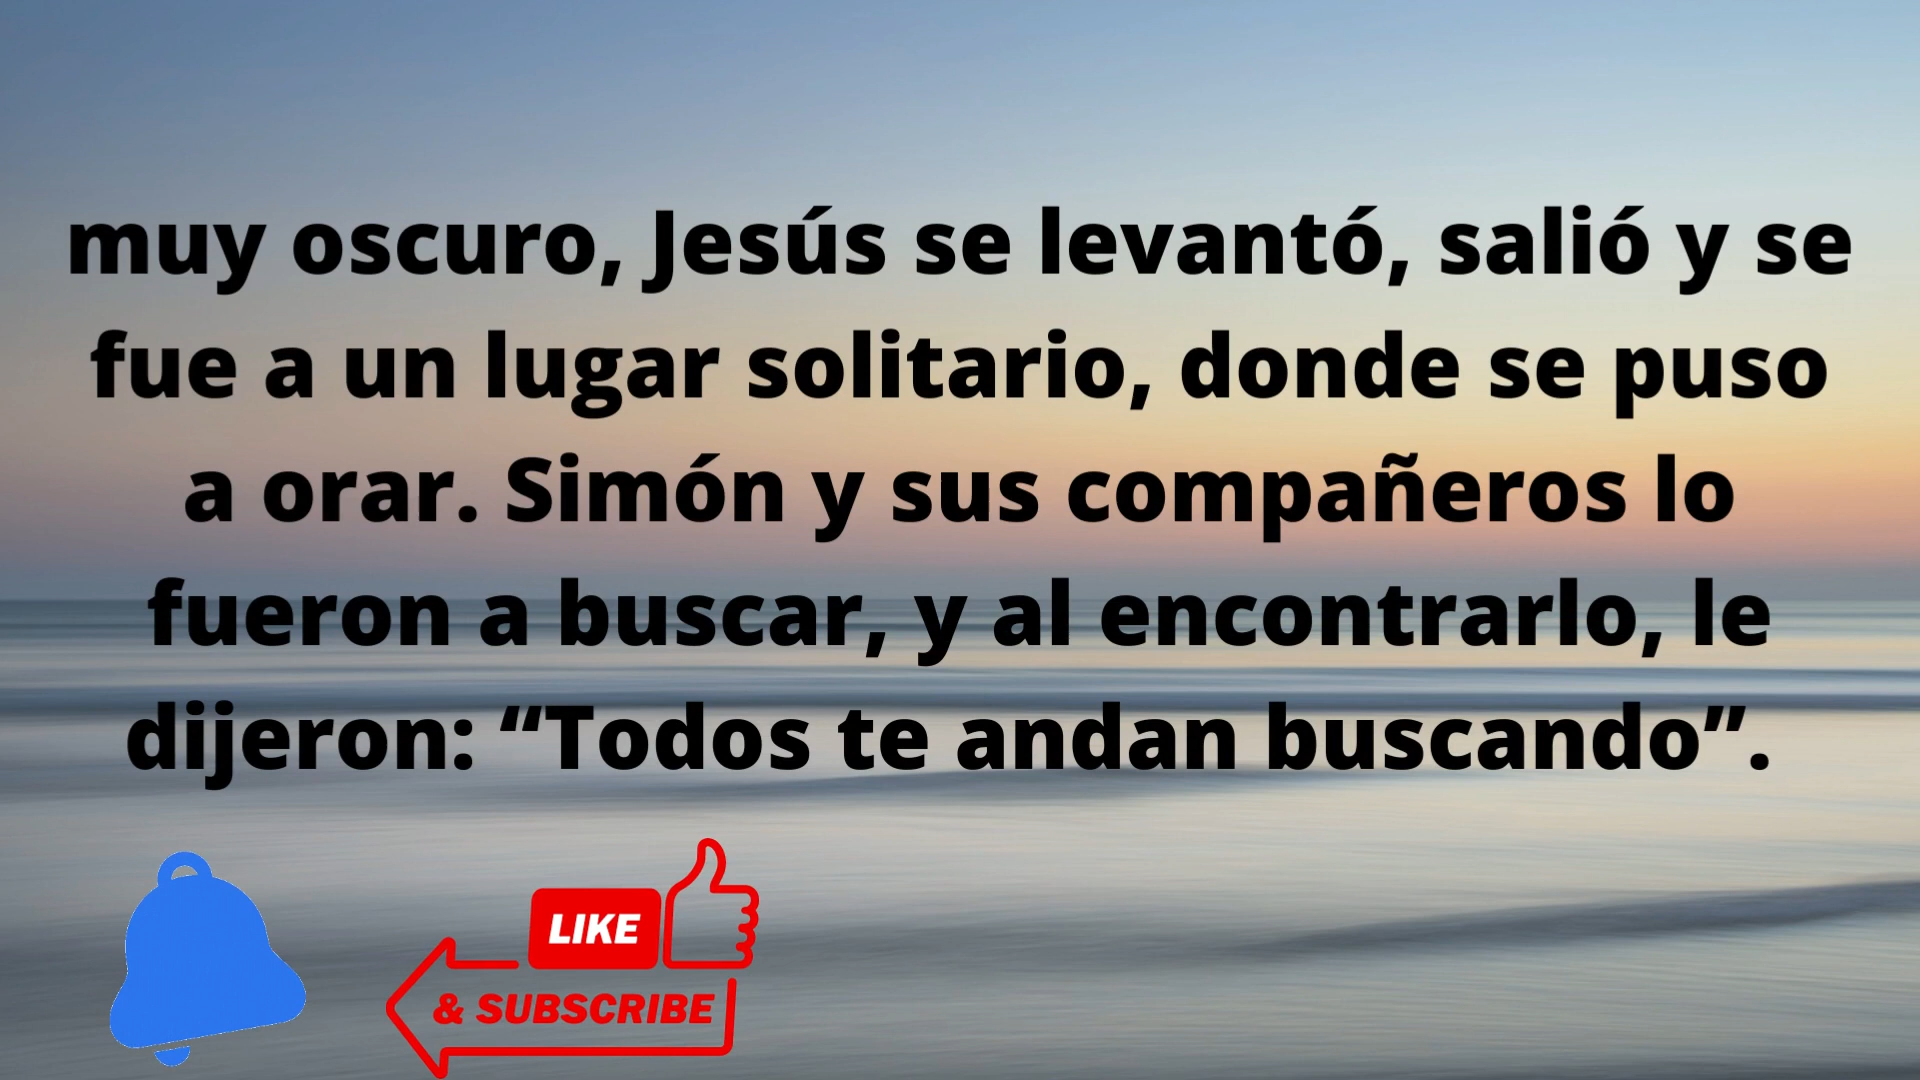 muy oscuro, Jesús se levantó, salió y se
fue a un lugar solitario, donde se puso
a orar. Simón y sus compañeros lo
fueron a buscar, y al encontrarlo, le
dijeron: “Todos te andan buscando”.
LIKE
& SUBSCRIBE